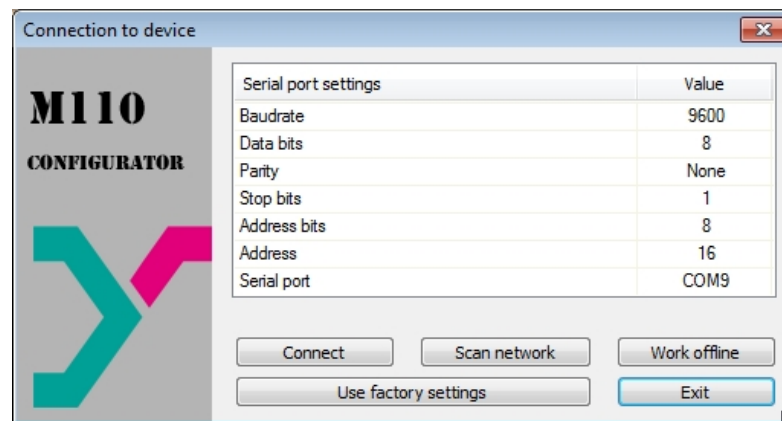 Connection to device
M110
CONFIGURATOR
Serial port settings Value
Baudrate 9600
Data bits 8
Parity None
Stop bits 1
Address bits 8
Address 16
Serial port COM9
Connect Scan network Work offline
Use factory settings Exit